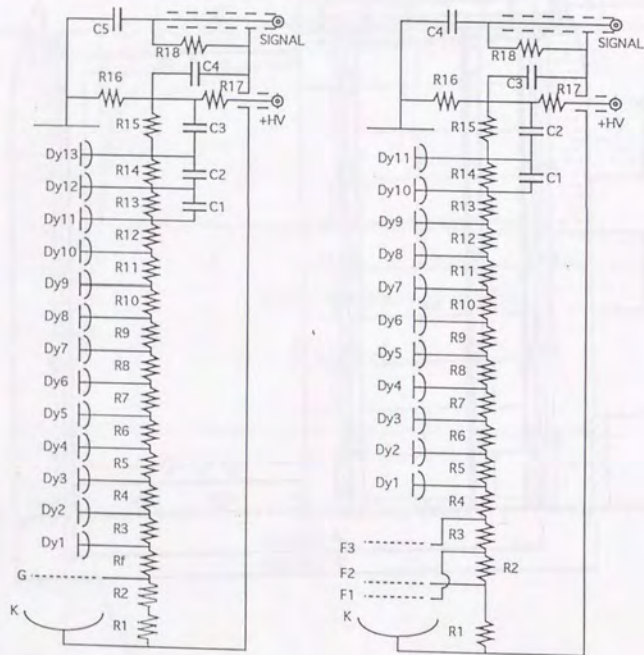 C5
SIGNAL
R18
C4
R16
R17
+HV
R15
C3
Dy13
R14
C2
Dy12
R13
C1
Dy11
R12
Dy10
R11
Dy9
R10
Dy8
R9
Dy7
R8
Dy6
R7
Dy5
R6
Dy4
R5
Dy3
R4
Dy2
R3
Dy1
Rf
G
R2
K
R1
C4
SIGNAL
R18
C3
R16
R17
+HV
R15
C2
Dy11
R14
C1
Dy10
R13
Dy9
R12
Dy8
R11
Dy7
R10
Dy6
R9
Dy5
R8
Dy4
R7
Dy3
R6
Dy2
R5
Dy1
R4
R3
F3
R2
F2
F1
K
R1